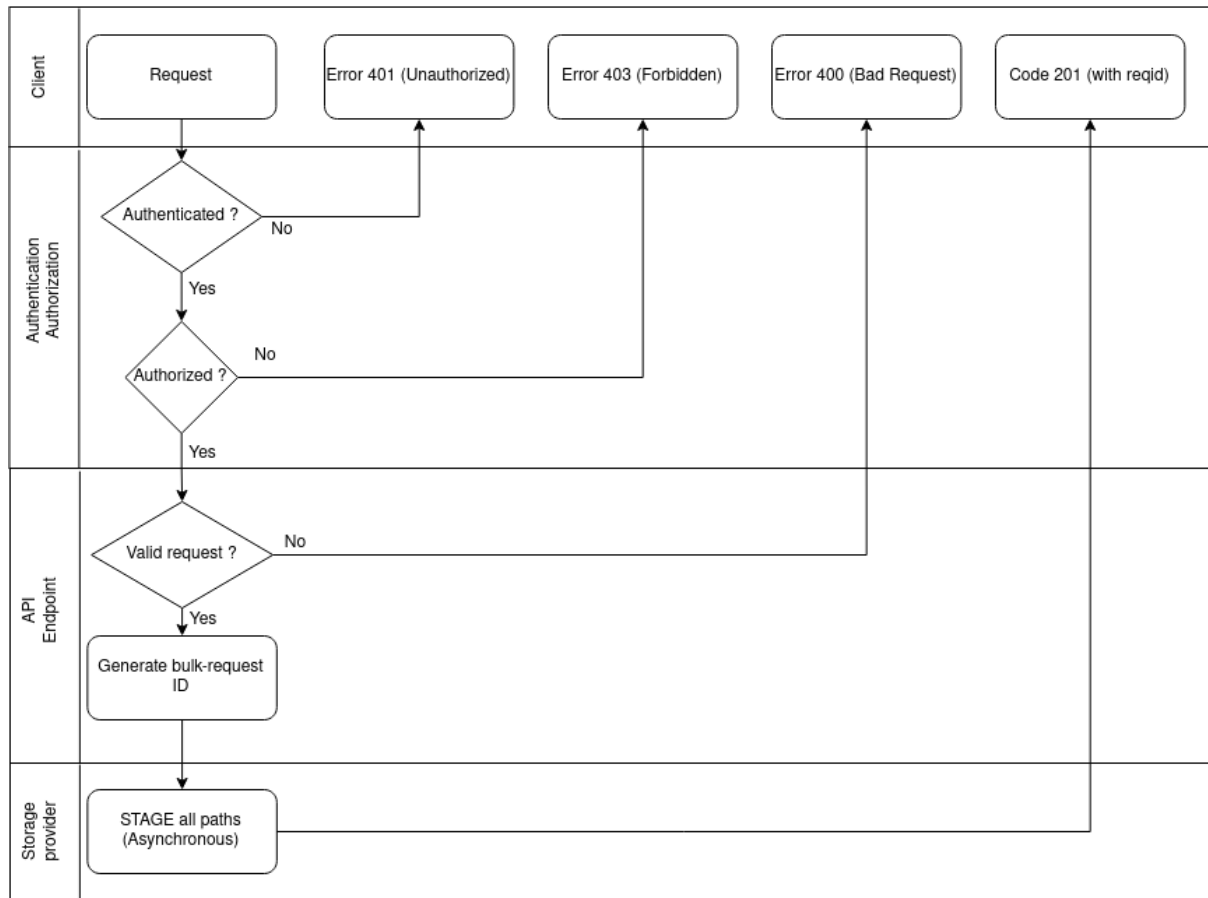 Client
Request
Error 401 (Unauthorized)
Error 403 (Forbidden)
Error 400 (Bad Request)
Code 201 (with reqid)
Authentication
Authorization
Authenticated ?
No
Yes
Authorized ?
No
Yes
API
Endpoint
Valid request ?
No
Yes
Generate bulk-request
ID
Storage
provider
STAGE all paths
(Asynchronous)